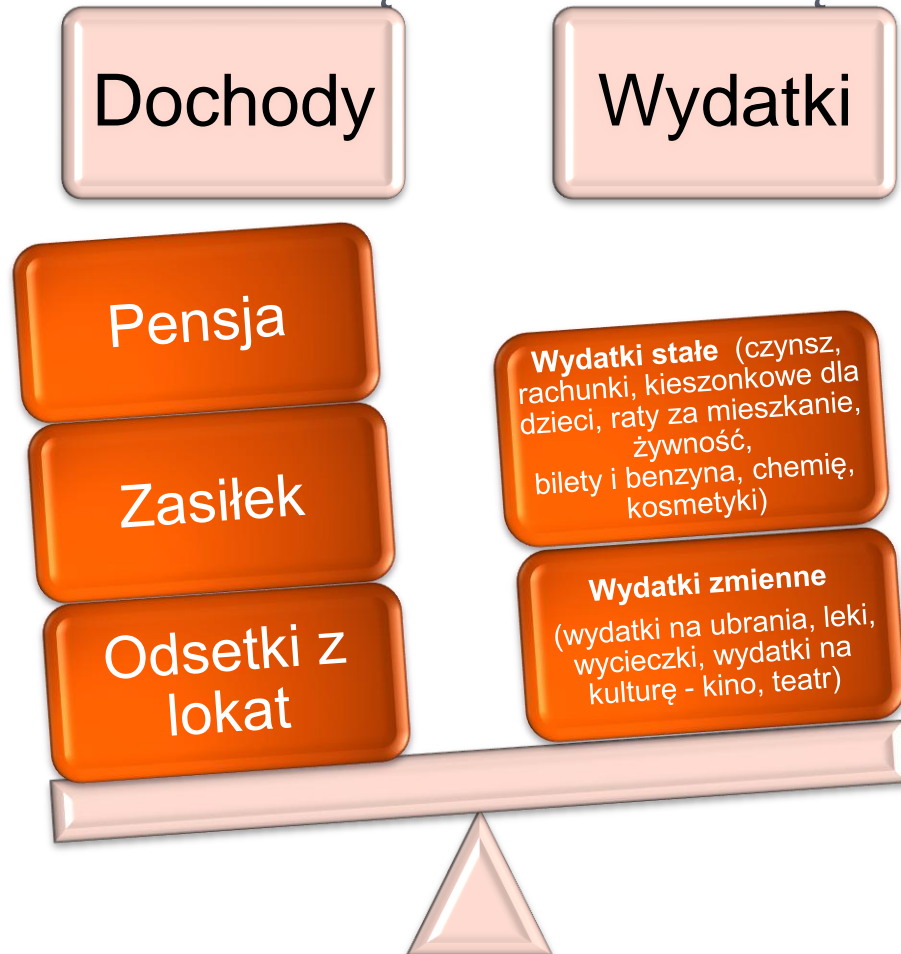 Dochody
Wydatki
Pensja
Zasiłek
Odsetki z
lokat
Wydatki stałe (czynsz,
rachunki, kieszonkowe dla
dzieci, raty za mieszkanie,
żywność,
bilety i benzyna, chemię,
kosmetyki)
Wydatki zmienne
(wydatki na ubrania, leki,
wycieczki, wydatki na
kulturę - kino, teatr)